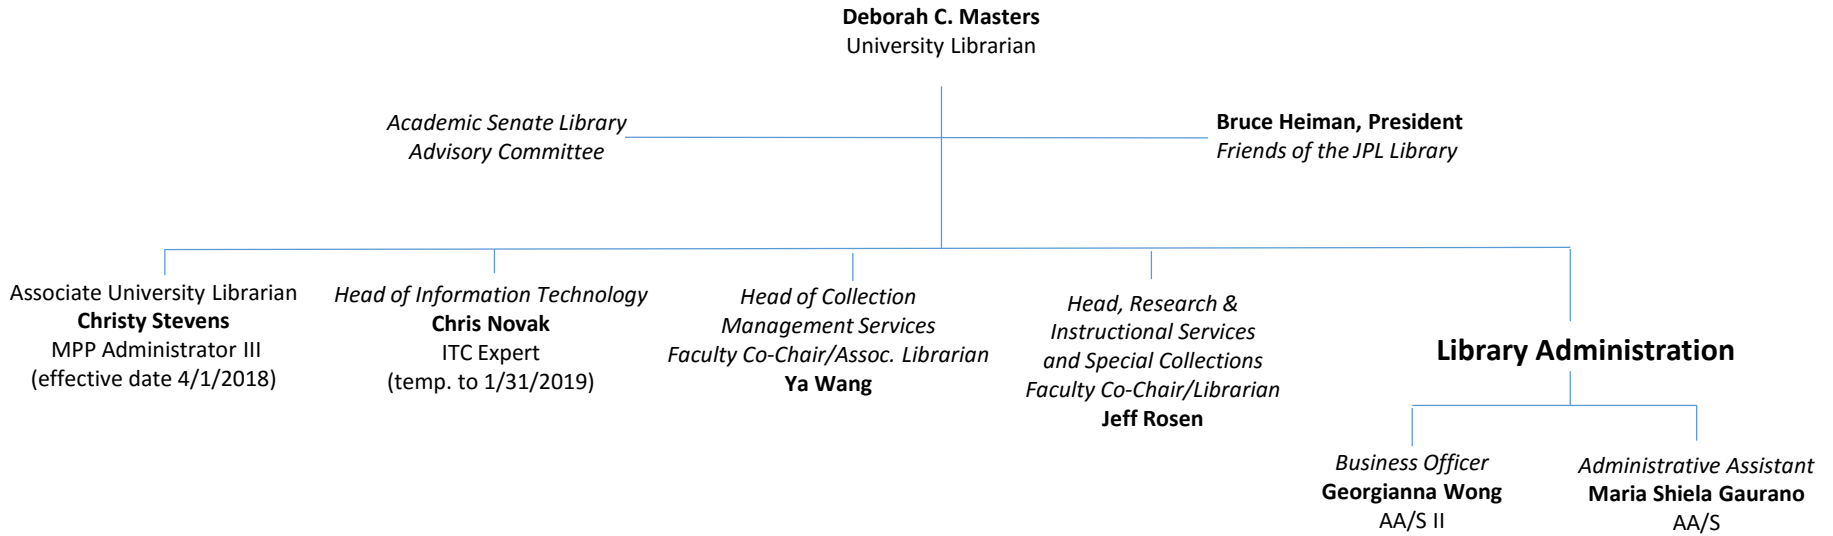 Deborah C. Masters
University Librarian
Academic Senate Library
Advisory Committee
Bruce Heiman, President
Friends of the JPL Library
Associate University Librarian
Christy Stevens
MPP Administrator III
(effective date 4/1/2018)
Head of Information Technology
Chris Novak
ITC Expert
(temp. to 1/31/2019)
Head of Collection
Management Services
Faculty Co-Chair/Assoc. Librarian
Ya Wang
Head, Research &
Instructional Services
and Special Collections
Faculty Co-Chair/Librarian
Jeff Rosen
Library Administration
Business Officer
Georgianna Wong
AA/S II
Administrative Assistant
Maria Shiela Gaurano
AA/S